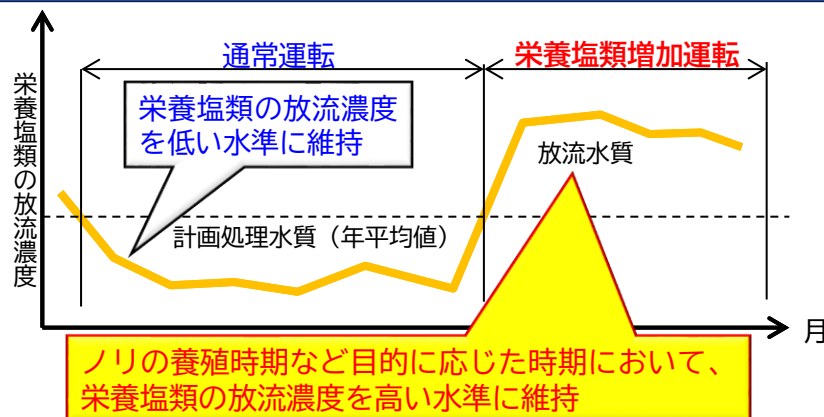 通常運転
栄養塩類増加運転
栄養塩類の放流濃度
を低い水準に維持
栄養塩類の放流濃度
放流水質
計画処理水質（年平均値）
月
ノリの養殖時期など目的に応じた時期において、
栄養塩類の放流濃度を高い水準に維持